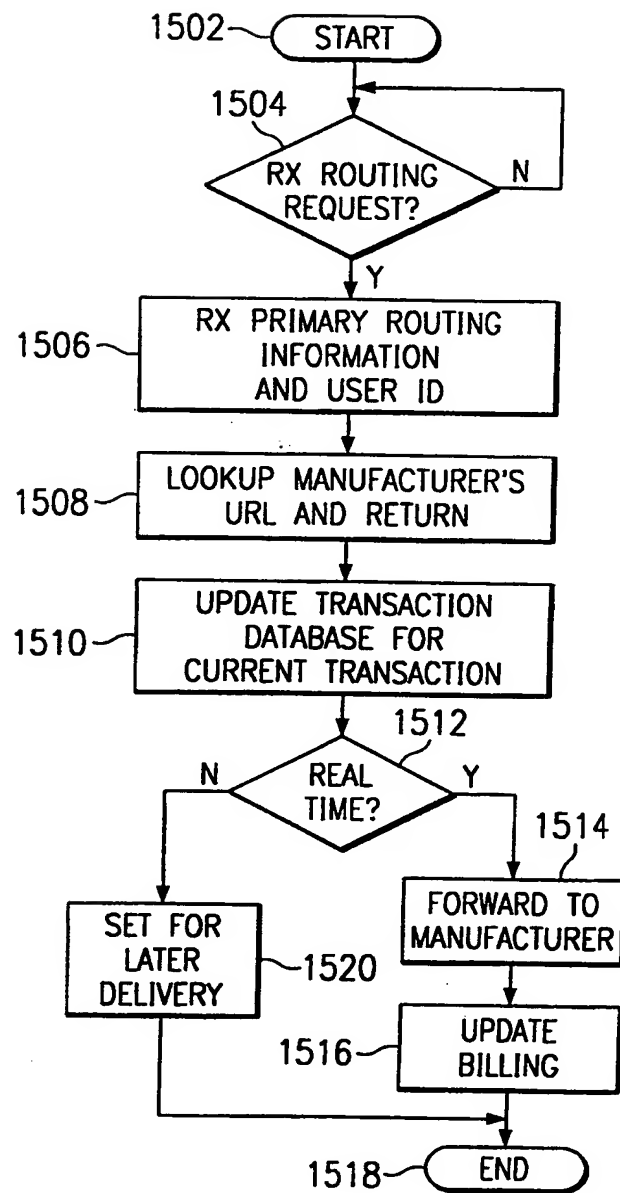 1502
START
1504
RX ROUTING
REQUEST?
N
Y
1506
RX PRIMARY ROUTING
INFORMATION
AND USER ID
1508
LOOKUP MANUFACTURER'S
URL AND RETURN
1510
UPDATE TRANSACTION
DATABASE FOR
CURRENT TRANSACTION
1512
N
REAL
TIME?
Y
1514
FORWARD TO
MANUFACTURER
SET FOR
LATER
DELIVERY
1520
1516
UPDATE
BILLING
1518
END